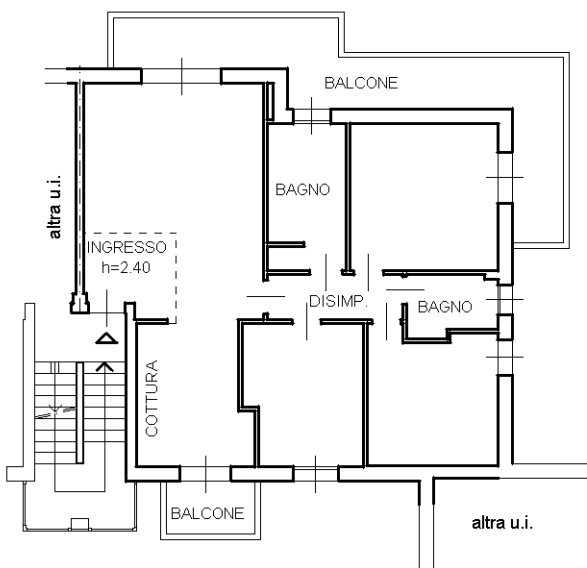 BALCONE
altra u.i.
BAGNO
INGRESSO
h=2.40
DISIMP.
BAGNO
COTTURA
BALCONE
altra u.i.